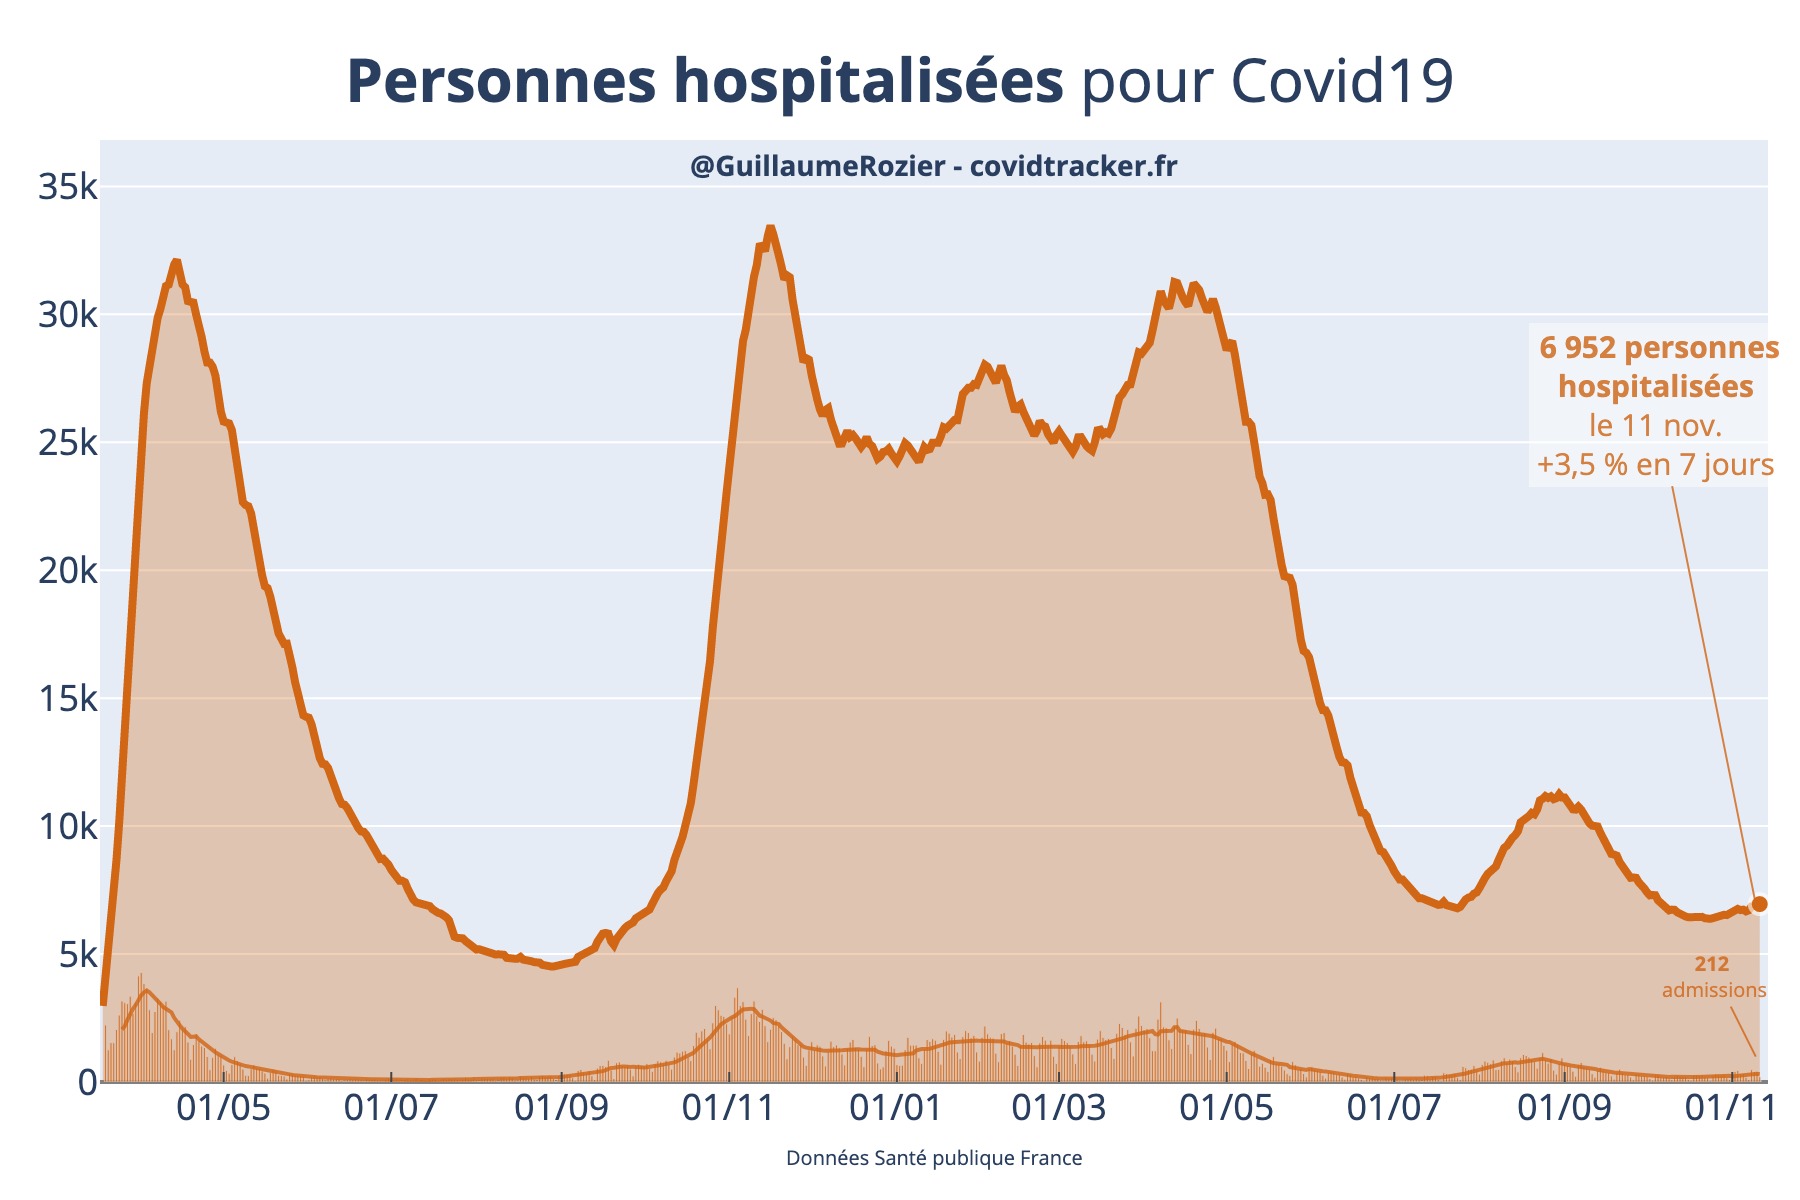 Personnes hospitalisées pour Covid19
@GuillaumeRozier - covidtracker.fr
35k
30k
25k
20k
15k
10k
5k
0
6 952 personnes
hospitalisées
le 11 nov.
+3,5 % en 7 jours
212
admissions
01/05
01/07
01/09
01/11
01/01
01/03
01/05
01/07
01/09
01/11
Données Santé publique France